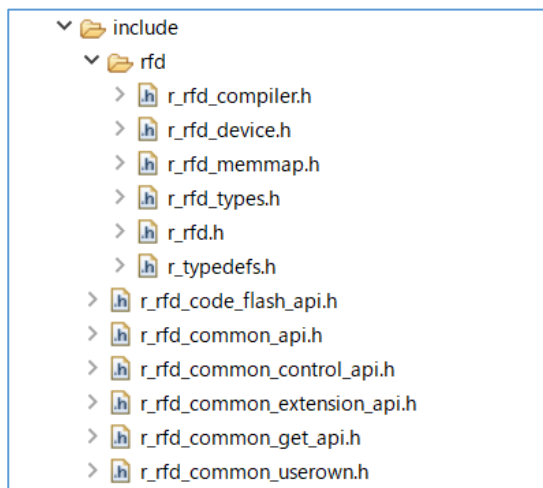 include
rfd
r_rfd_compiler.h
r_rfd_device.h
r_rfd_memmap.h
r_rfd_types.h
r_rfd.h
r_typedefs.h
r_rfd_code_flash_api.h
r_rfd_common_api.h
r_rfd_common_control_api.h
r_rfd_common_extension_api.h
r_rfd_common_get_api.h
r_rfd_common_userown.h